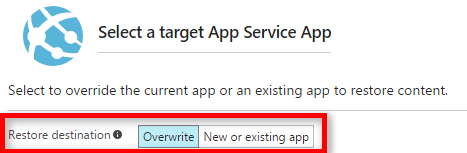 Select a target App Service App
Select to override the current app or an existing app to restore content.
Restore destination Overwrite New or existing app